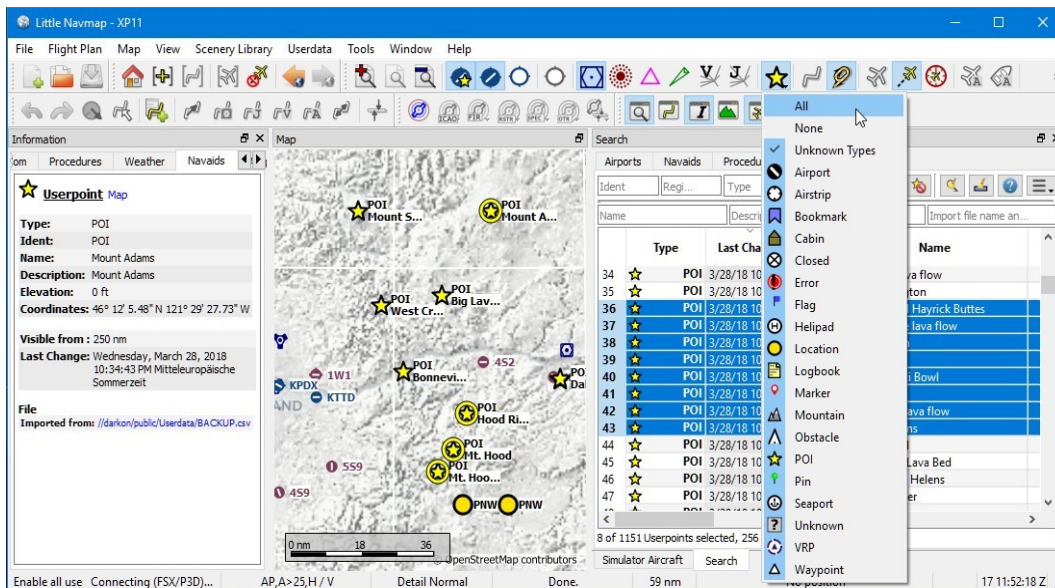 Little Navmap - XP11
File Flight Plan Map View Scenery Library Userdata Tools Window Help
Information
Procedures Weather Navaids
Userpoint Map
Type: POI
Ident: POI
Name: Mount Adams
Description: Mount Adams
Elevation: 0 ft
Coordinates: 46° 12' 5.48" N 121° 29' 27.73" W
Visible from : 250 nm
Last Change: Wednesday, March 28, 2018
10:34:43 PM Mitteleuropäische
Sommerzeit
File
Imported from: //darkon/public/Userdata/BACKUP.csv
Map
POI
Mount S...
POI
Mount A...
POI
Big Lav...
POI
West Cr...
4S2
1W1
POI
Bonnevi...
KPDX
KTTD
POI
Hood Ri...
POI
Mt. Hood
POI
Mt. Hoo...
5S9
4S9
PNW
PNW
0 nm 18 36
© OpenStreetMap contributors
Search
Airports Navaids
Ident Regi... Type
Name Import file name an...
Type Name
34 POI 3/28/18 10
35 POI 3/28/18 10
36 POI 3/28/18 10 Hayrick Buttes
37 POI 3/28/18 10 lava flow
38 POI 3/28/18 10
39 POI 3/28/18 10
40 POI 3/28/18 10 Bowl
41 POI 3/28/18 10
42 POI 3/28/18 10 flow
43 POI 3/28/18 10
44 POI 3/28/18 10
45 POI 3/28/18 10 Lava Bed
46 POI 3/28/18 10 Helens
47 POI 3/28/18 10
8 of 1151 Userpoints selected, 256
Simulator Aircraft Search
All
None
Unknown Types
Airport
Airstrip
Bookmark
Cabin
Closed
Error
Flag
Helipad
Location
Logbook
Marker
Mountain
Obstacle
POI
Pin
Seaport
Unknown
VRP
Waypoint
Enable all use Connecting (FSX/P3D)... AP,A>25,H / V Detail Normal Done. 59 nm 17 11:52:18 Z